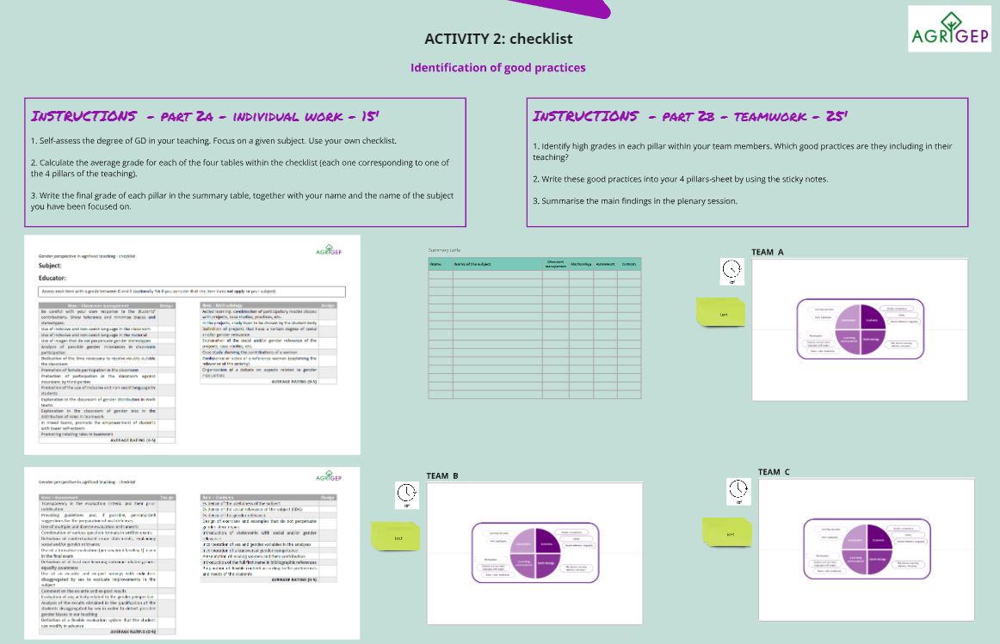 ACTIVITY 2: checklist
AGRIGEP
Identification of good practices
INSTRUCTIONS - PART 2A - INDIVIDUAL WORK - 15'
1. Self-assess the degree of GD in your teaching. Focus on a given subject. Use your own checklist.
2. Calculate the average grade for each of the four tables within the checklist (each one corresponding to one of
the 4 pillars of the teaching).
3. Write the final grade of each pillar in the summary table, together with your name and the name of the subject
you have been focused on.
INSTRUCTIONS - PART 2B - TEAMWORK - 25'
1. Identify high grades in each pillar within your team members. Which good practices are they including in their
teaching?
2. Write these good practices into your 4 pillars-sheet by using the sticky notes.
3. Summarise the main findings in the plenary session.
AGRIGEP
Gender perspective in agrifood teaching - checklist
Subject:
Educator:
Assess each item with a grade between 0 and 5 (optionally NA if you consider that the item does not apply to your subject)
Item - Classroom management Design
Be careful with your own response to the students'
contributions. Show tolerance and minimise biases and
stereotypes.
Use of inclusive and non-sexist language in the classroom
Use of inclusive and non-sexist language in the material
Use of images that do not perpetuate gender stereotypes
Analysis of possible gender imbalances in classroom
participation
Dedication of the time necessary to resolve doubts outside
the classroom
Promotion of female participation in the classroom
Protection of participation in the classroom against
incursions by third parties
Promotion of the use of inclusive and non-sexist language by
students
Explanation in the classroom of gender distribution in work
teams
Explanation in the classroom of gender bias in the
distribution of roles in teamwork
In mixed teams, promote the empowerment of students
with lower self-esteem
Promoting rotating roles in teamwork
AVERAGE RATING (0-5)
Item - Methodology Design
Active learning: combination of participatory master classes
with projects, case studies, practices, etc.
In the projects, study topic to be chosen by the student body
Definition of projects that have a certain degree of social
and/or gender relevance
Explanation of the social and/or gender relevance of the
projects, case studies, etc.
Case study showing the contributions of a woman
Conference or video of a reference woman (explaining the
relevance of the activity)
Organization of a debate on aspects related to gender
inequalities
AVERAGE RATING (0-5)
Summary table
Name Name of the subject Classroom management Methodology Assessment Contents
TEAM A
10'
text
AGRIGEP
Gender perspective in agrifood teaching - checklist
Item - Assessment Design
Transparency in the evaluation criteria and their prior
notification
Providing guidelines and, if possible, personalized
suggestions for the preparation of oral defenses
Use of multiple and diverse evaluation instruments
Combination of various question formats in written exams
Definition of contextualised exam statements, explaining
social and/or gender relevance
in the final exam
Definition of at least one learning outcome related gender
equality awareness
Use of ex ante and ex-post surveys with indicators
disaggregated by sex to evaluate improvements in the
subject
Comment on the ex-ante and ex-post results
Evaluation of any activity related to the gender perspective
Analysis of the results obtained in the qualification of the
students disaggregated by sex in order to detect possible
gender biases in our teaching
Definition of a flexible evaluation system that the student
can modify in advance
AVERAGE RATING (0-5)
Item - Contents Design
Evidence of the usefulness of the subject
Evidence of the social relevance of the subject (SDG)
Evidence of the gender relevance
Design of exercises and examples that do not perpetuate
gender stereotypes
Introduction of statements with social and/or gender
relevance
Incorporation of sex and gender variables in the analyses
Incorporation of a transversal gender competence
Presentation of missing women and their contribution
Introduction of the full first name in bibliographic references
Preparation of flexible content according to the preferences
and needs of the students
AVERAGE RATING (0-5)
TEAM B
10'
text
TEAM C
10'
text